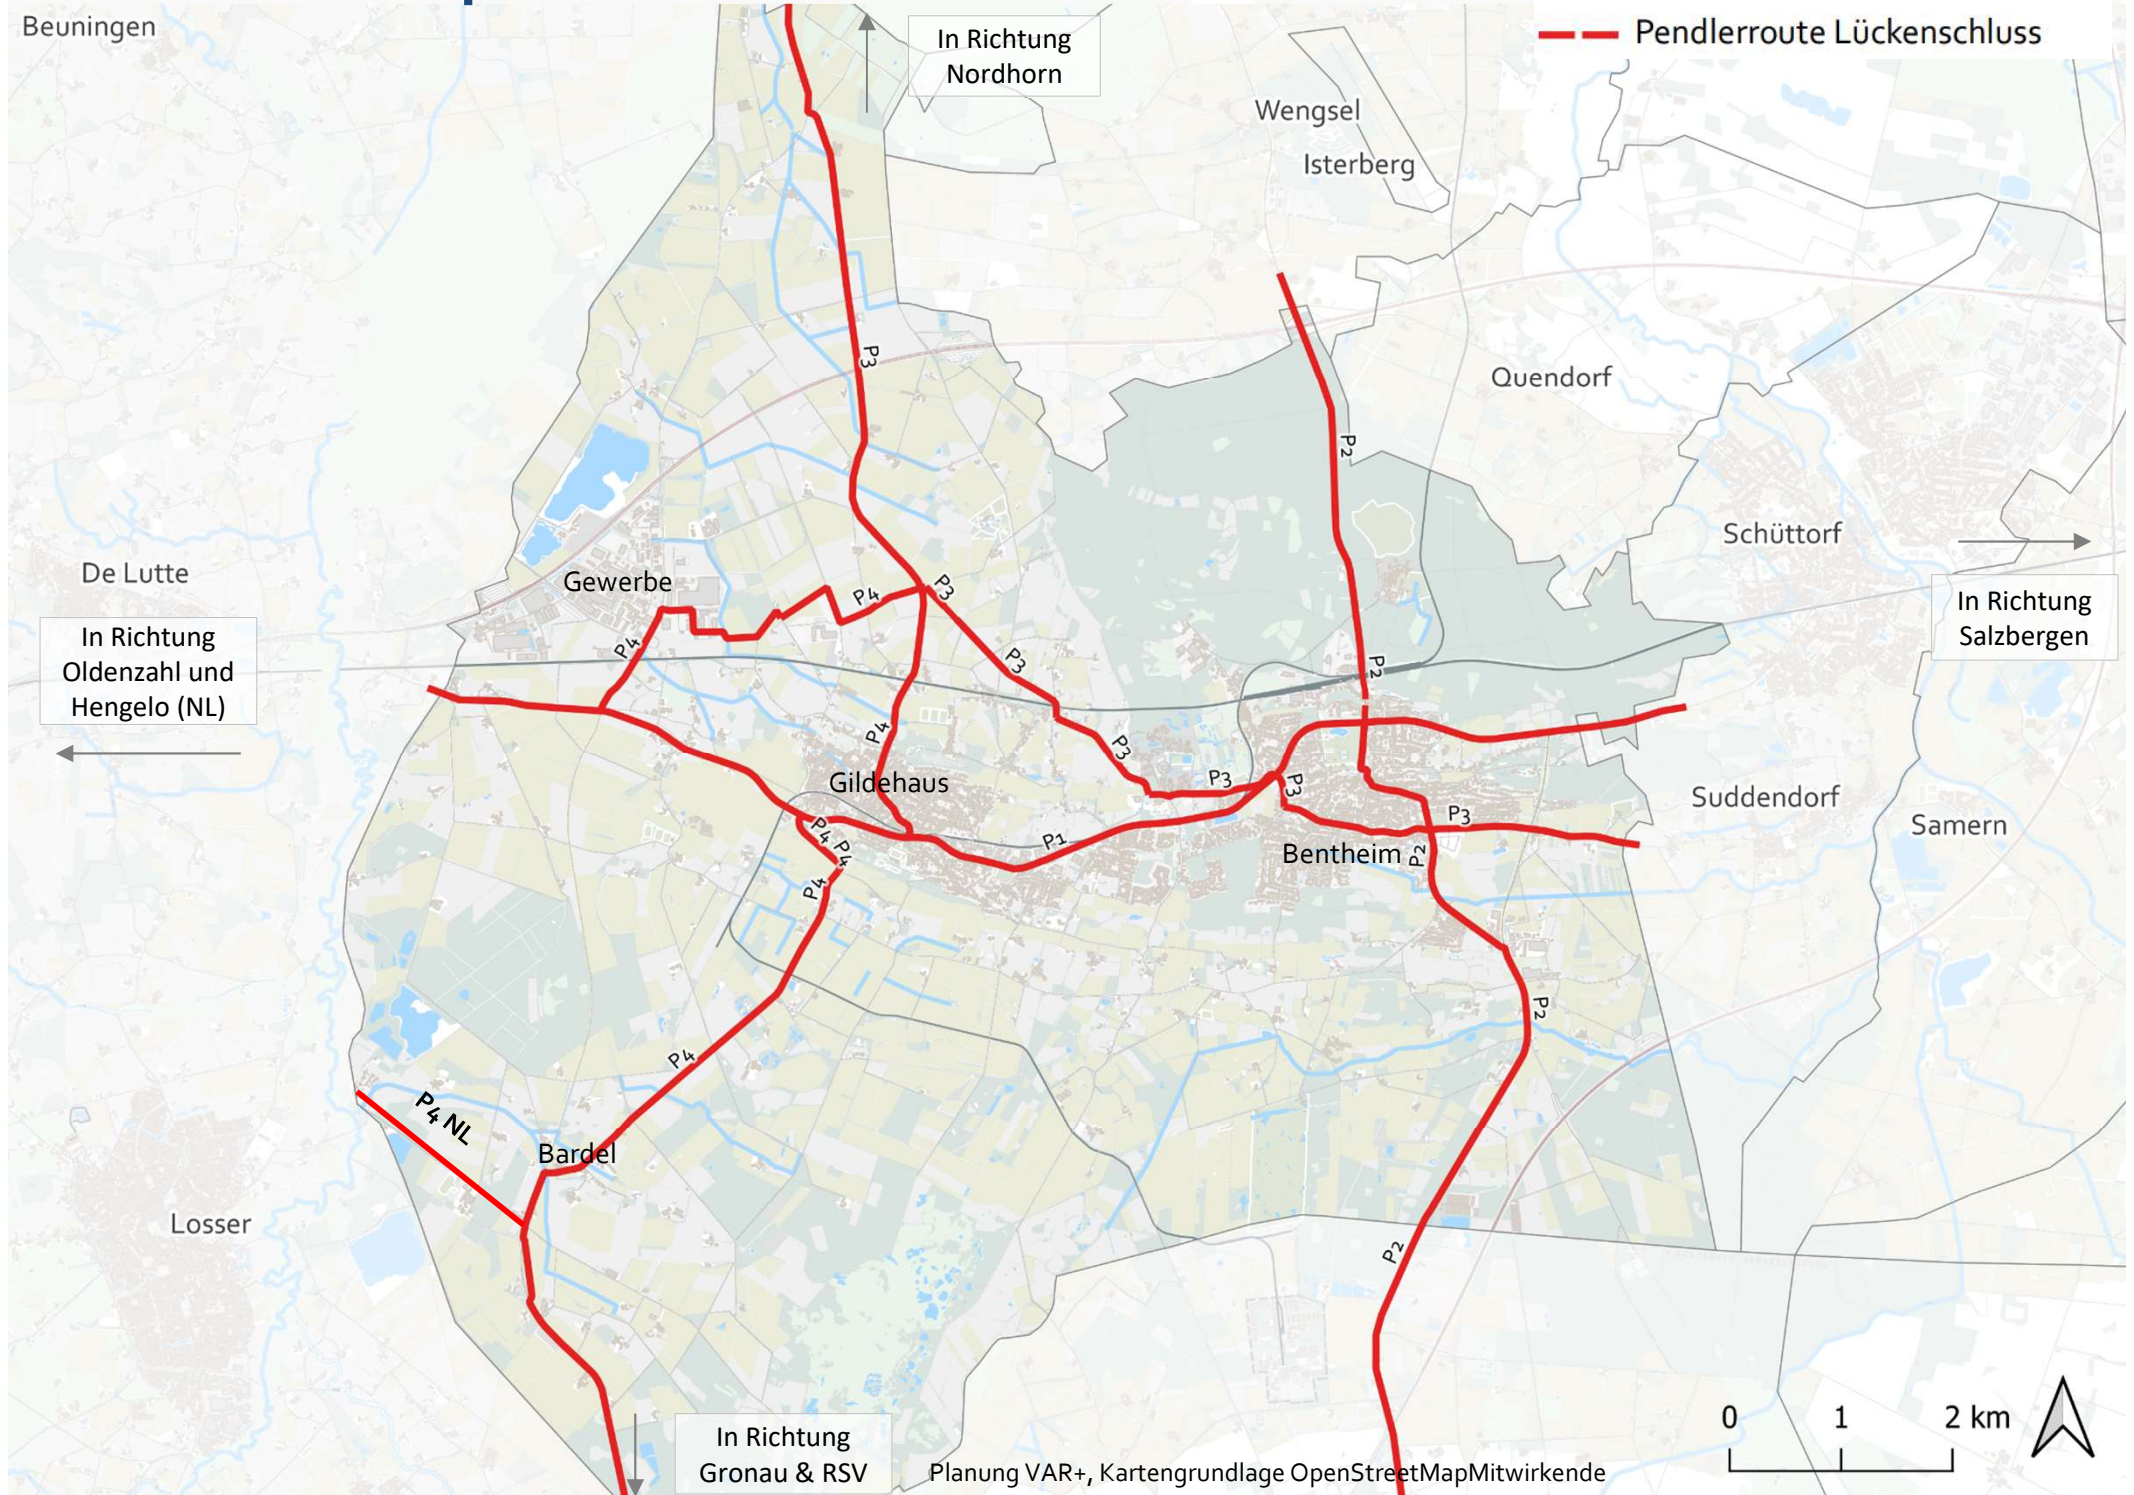 Beuningen
In Richtung
Nordhorn
Pendlerroute Lückenschluss
Wengsel
Isterberg
P3
Quendorf
P2
Schüttorf
De Lutte
Gewerbe
P4
P3
In Richtung
Salzbergen
In Richtung
Oldenzahl und
Hengelo (NL)
P4
P3
P2
P4
P3
Gildehaus
P3
P3
Suddendorf
P3
Samern
P4
P4
P1
Bentheim
P2
P4
P2
P4
P4 NL
Bardel
Losser
P2
0 1 2 km
In Richtung
Gronau & RSV
Planung VAR+, Kartengrundlage OpenStreetMapMitwirkende